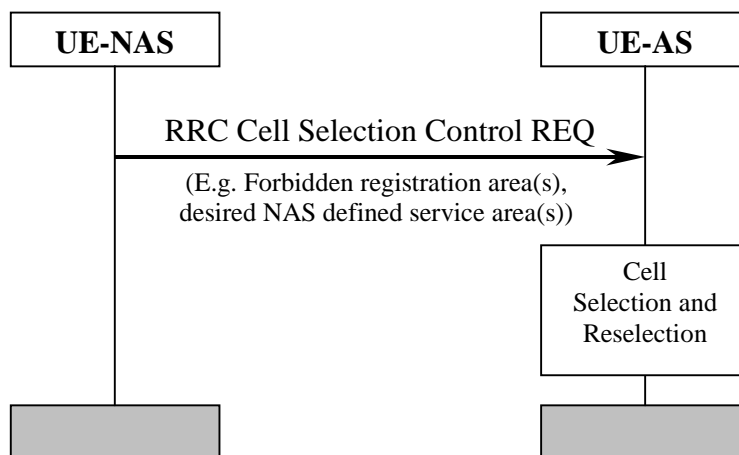 UE-NAS
UE-AS
RRC Cell Selection Control REQ
(E.g. Forbidden registration area(s),
desired NAS defined service area(s))
Cell
Selection and
Reselection